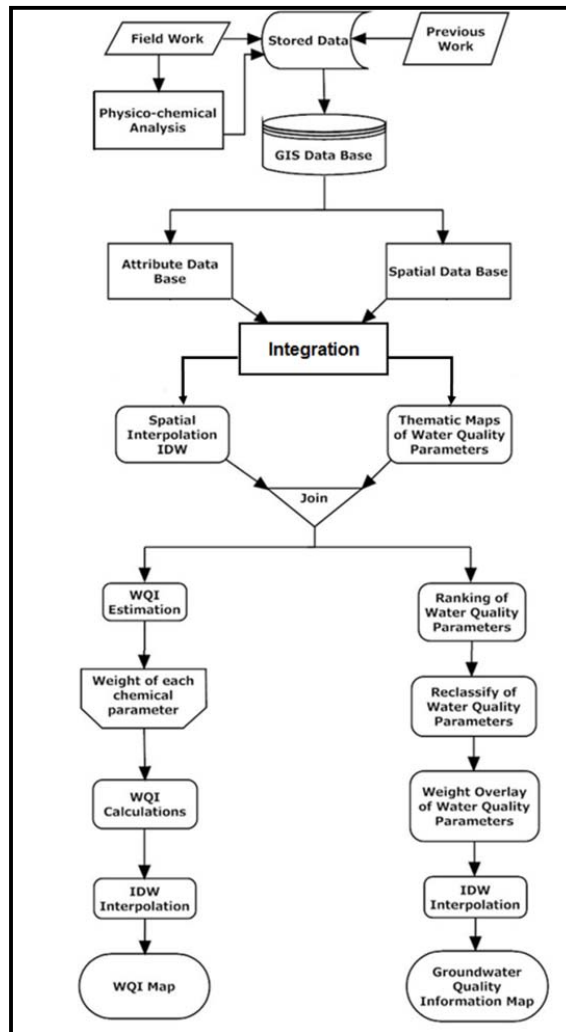 Field Work
Stored Data
Previous
Work
Physico-chemical
Analysis
GIS Data Base
Attribute Data
Base
Spatial Data Base
Integration
Spatial
Interpolation
IDW
Thematic Maps
of Water Quality
Parameters
Join
WQI
Estimation
Ranking of
Water Quality
Parameters
Weight of each
chemical
parameter
Reclassify of
Water Quality
Parameters
WQI
Calculations
Weight Overlay
of Water Quality
Parameters
IDW
Interpolation
IDW
Interpolation
WQI Map
Groundwater
Quality
Information Map